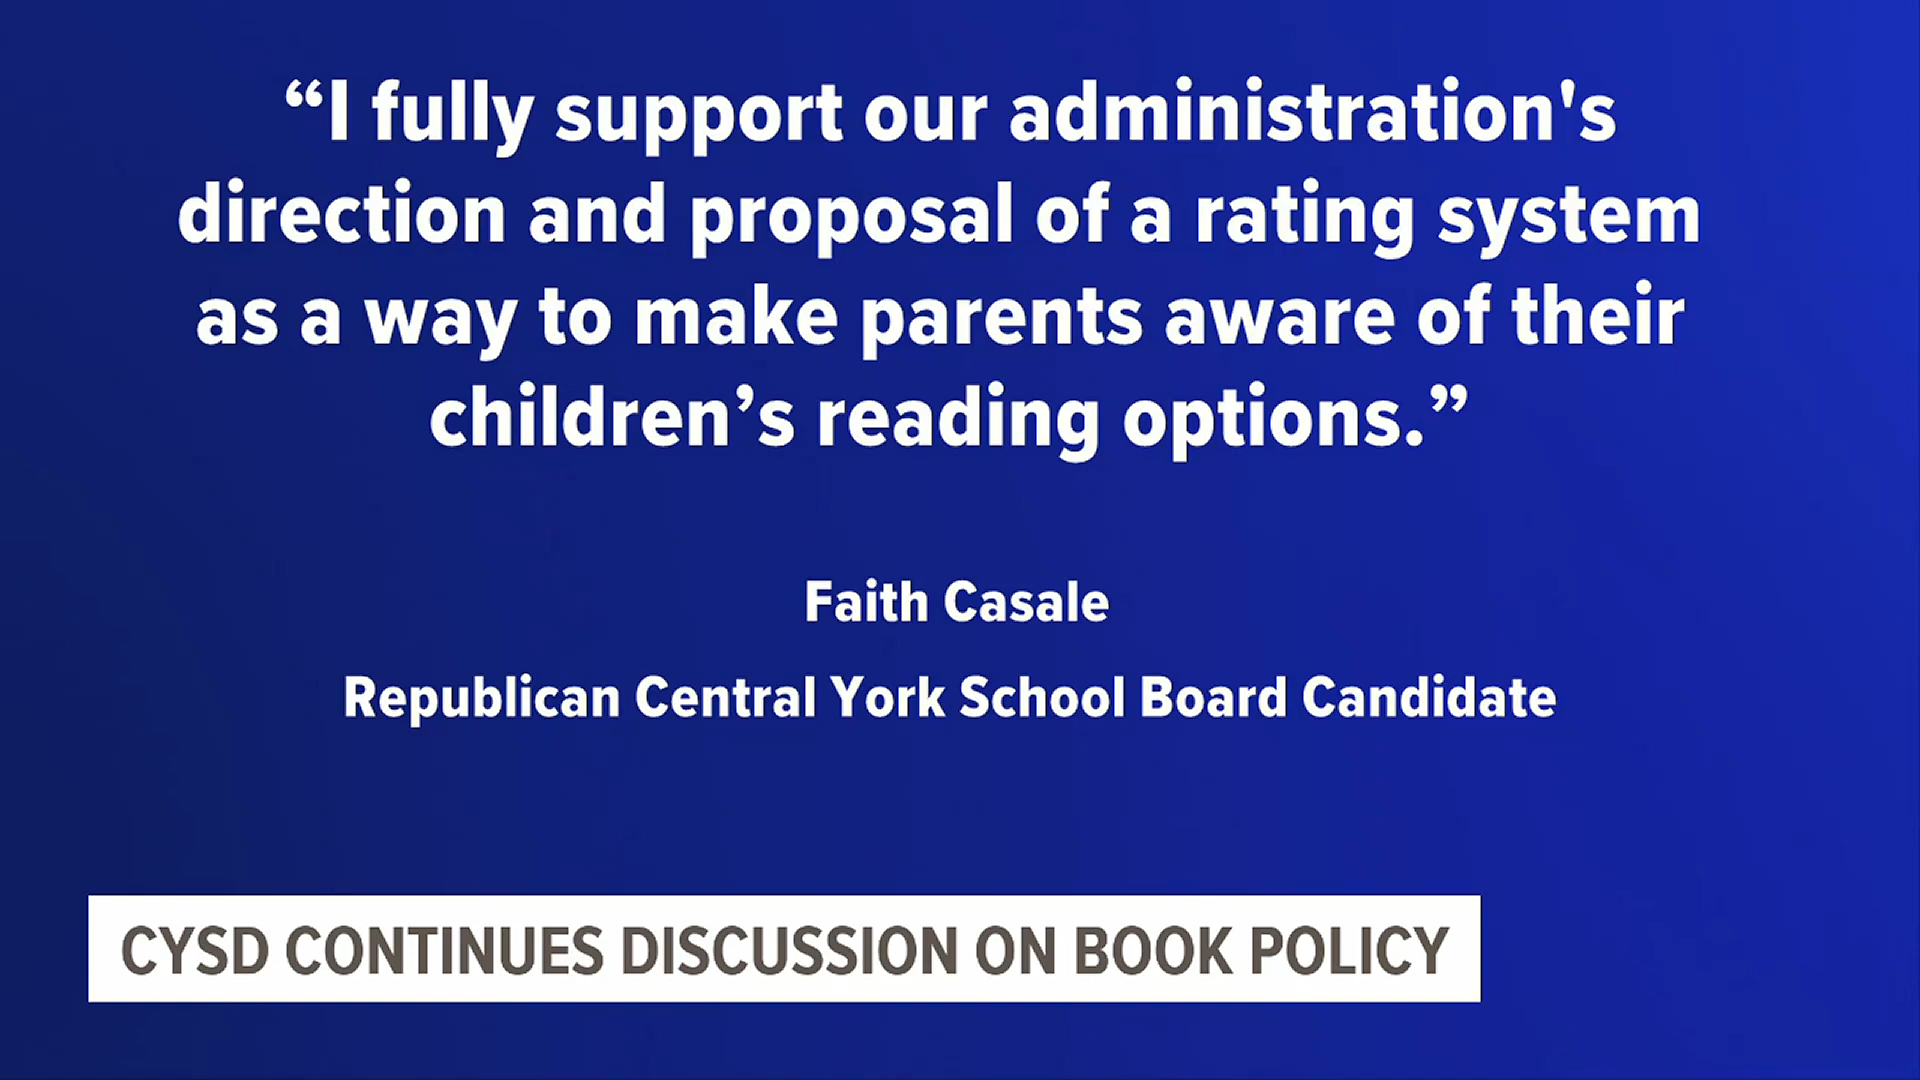 “I fully support our administration's
direction and proposal of a rating system
as a way to make parents aware of their
children’s reading options.”
Faith Casale
Republican Central York School Board Candidate
CYSD CONTINUES DISCUSSION ON BOOK POLICY